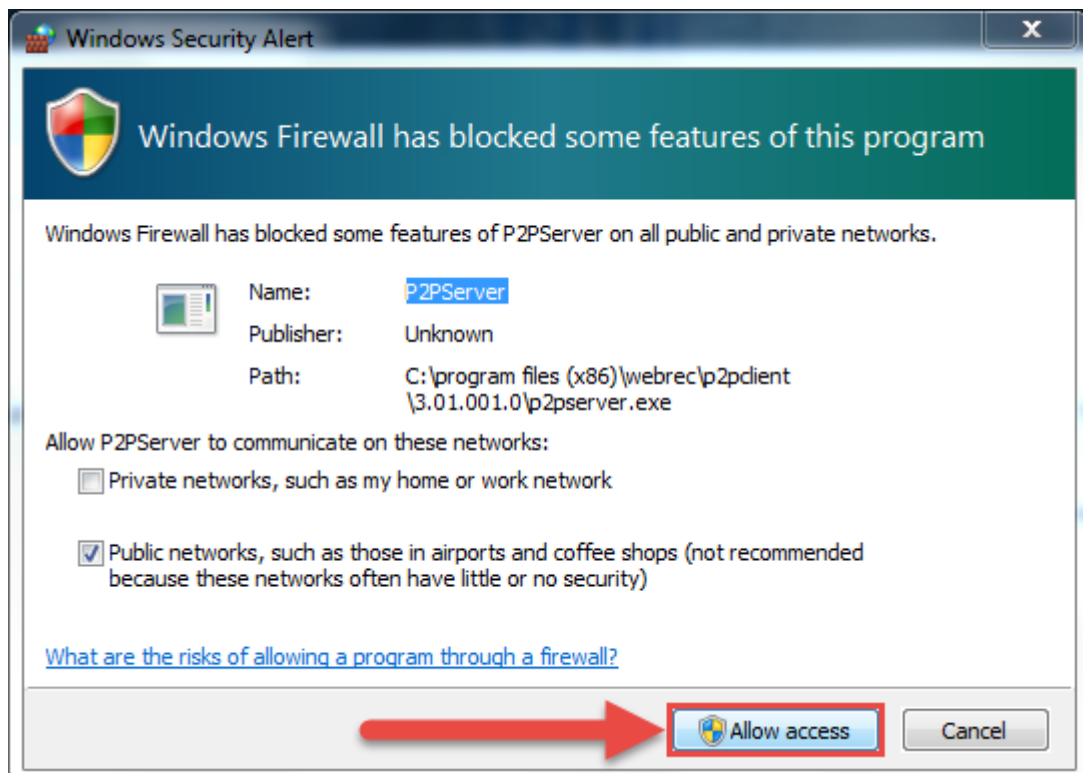 Windows Security Alert
Windows Firewall has blocked some features of this program
Windows Firewall has blocked some features of P2PServer on all public and private networks.
Name: P2PServer
Publisher: Unknown
Path: C:\program files (x86)\webrec\p2pclient
\3.01.001.0\p2pserver.exe
Allow P2PServer to communicate on these networks:
Private networks, such as my home or work network
Public networks, such as those in airports and coffee shops (not recommended
because these networks often have little or no security)
What are the risks of allowing a program through a firewall?
Allow access Cancel